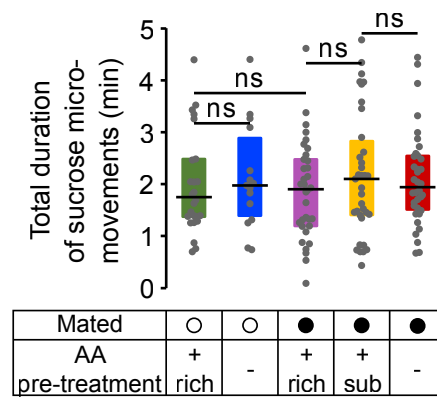 Total duration
of sucrose micro-
movements (min)
5
4
3
2
1
0
ns
ns
ns
ns
Mated ○ ○ ● ● ●
AA + - + + -
pre-treatment rich rich sub